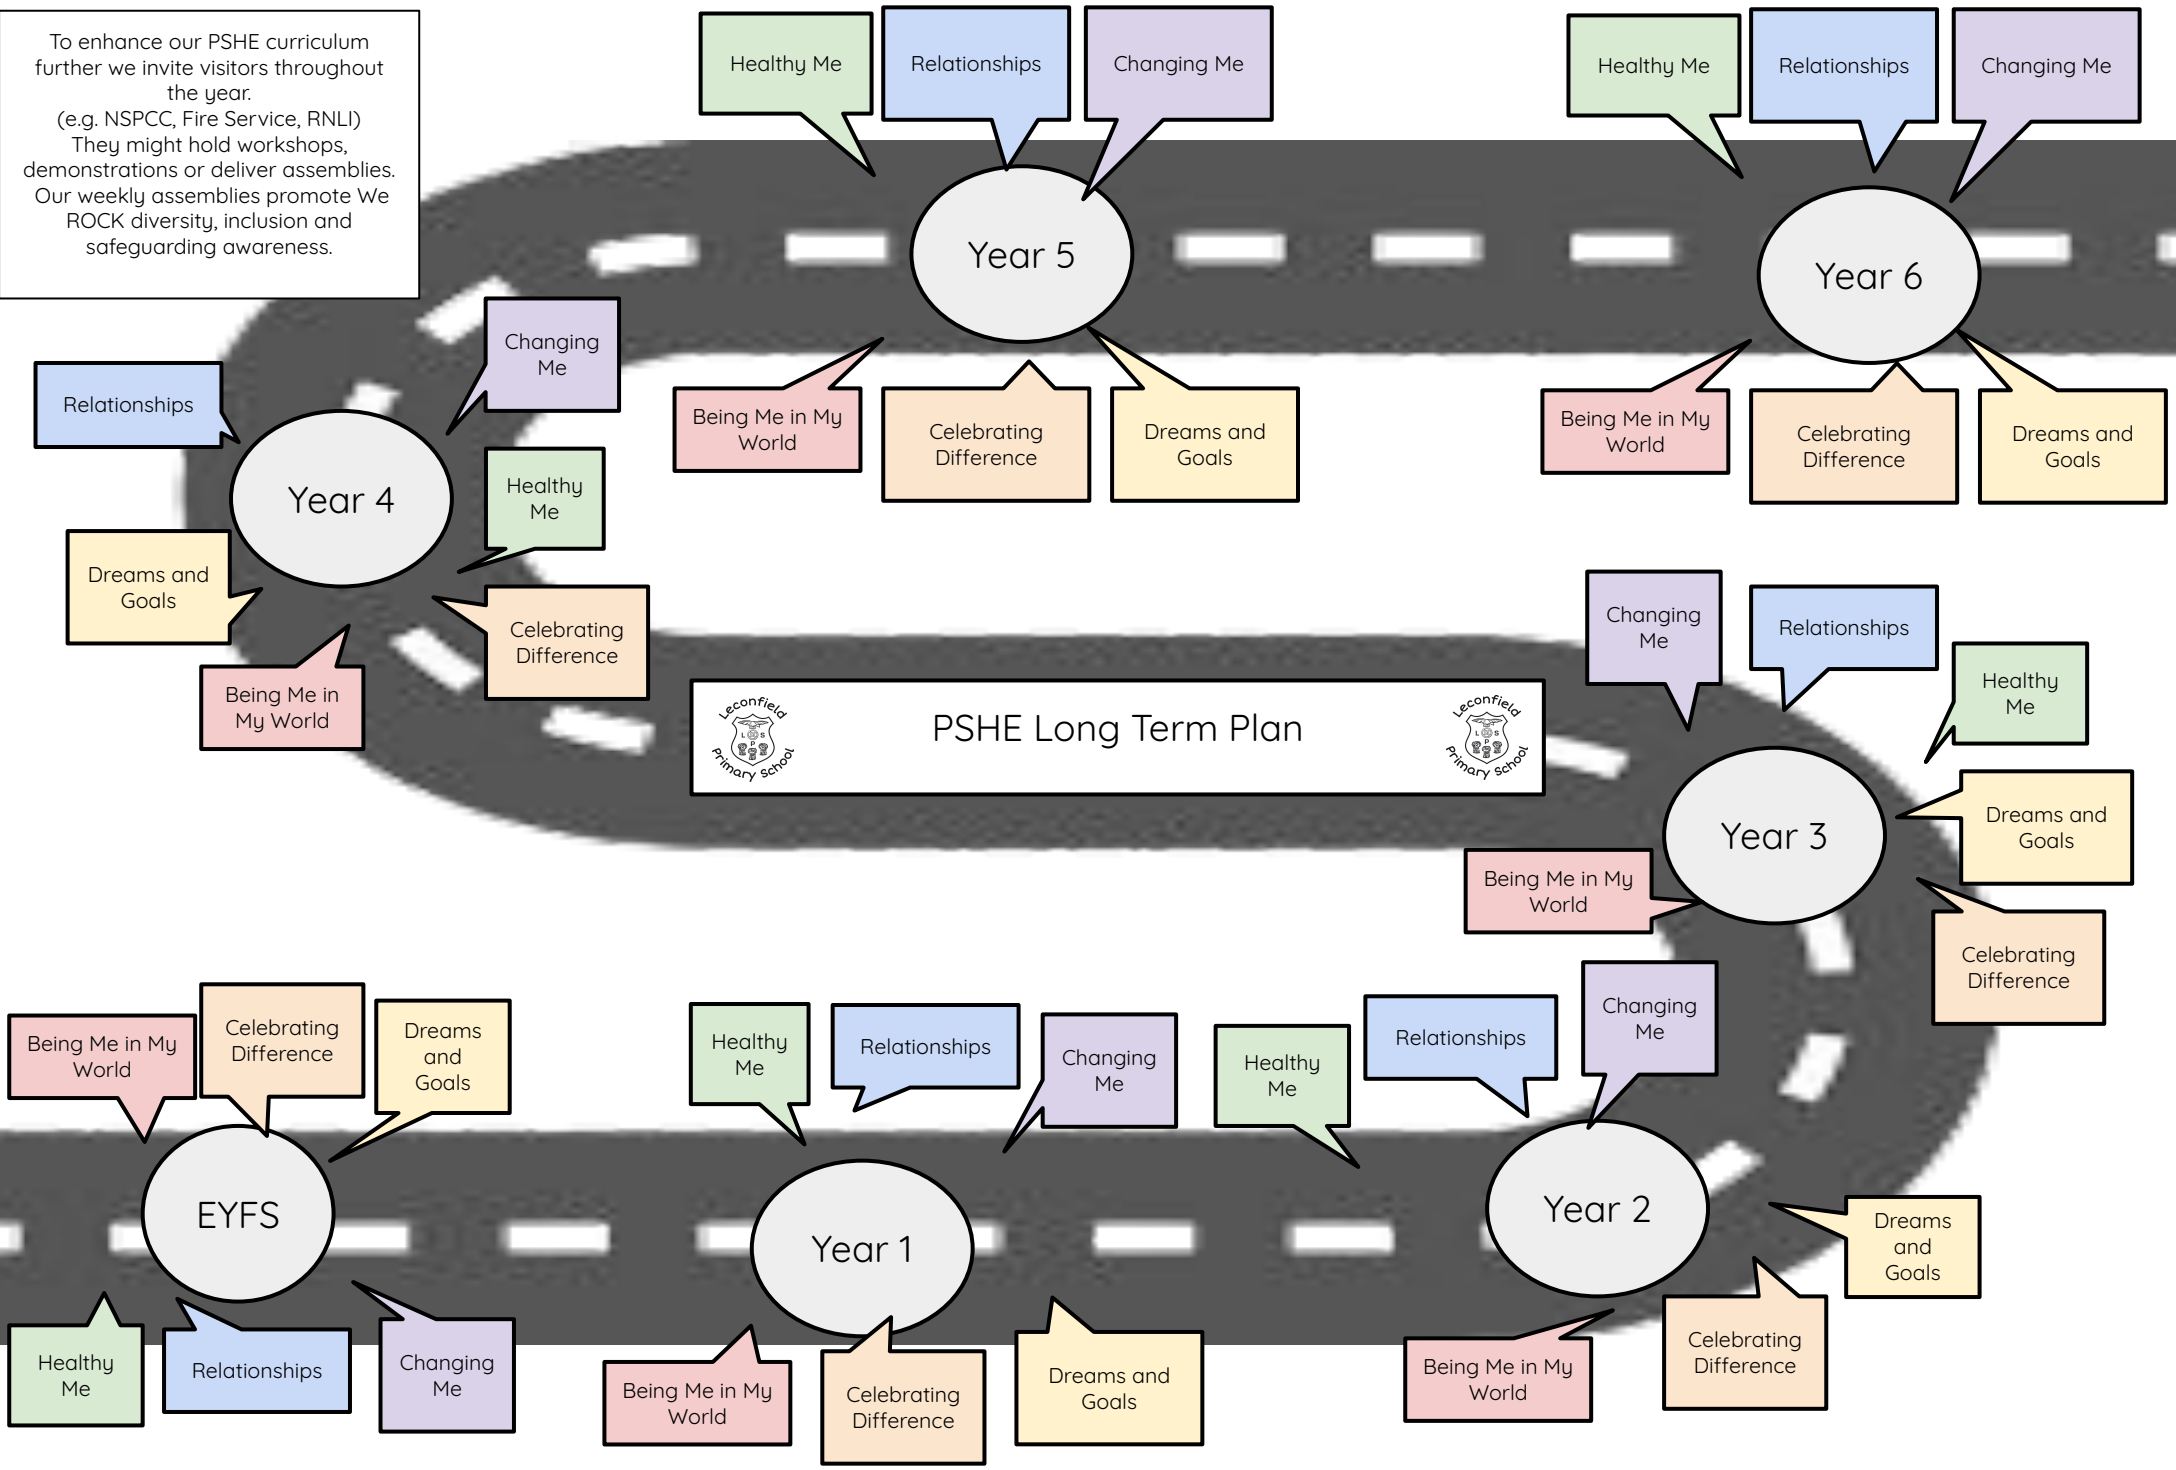 To enhance our PSHE curriculum
further we invite visitors throughout
the year.
(e.g. NSPCC, Fire Service, RNLI)
They might hold workshops,
demonstrations or deliver assemblies.
Our weekly assemblies promote We
ROCK diversity, inclusion and
safeguarding awareness.
Healthy Me
Relationships
Changing Me
Year 5
Being Me in My
World
Celebrating
Difference
Dreams and
Goals
Healthy Me
Relationships
Changing Me
Year 6
Being Me in My
World
Celebrating
Difference
Dreams and
Goals
Relationships
Changing
Me
Year 4
Healthy
Me
Dreams and
Goals
Celebrating
Difference
Being Me in
My World
Leconfield
L S
P
Primary School
PSHE Long Term Plan
Leconfield
L S
P
Primary School
Changing
Me
Relationships
Healthy
Me
Year 3
Dreams and
Goals
Being Me in My
World
Celebrating
Difference
Being Me in My
World
Celebrating
Difference
Dreams
and
Goals
EYFS
Healthy
Me
Relationships
Changing
Me
Healthy
Me
Relationships
Changing
Me
Year 1
Being Me in My
World
Celebrating
Difference
Dreams and
Goals
Healthy
Me
Relationships
Changing
Me
Year 2
Dreams
and
Goals
Being Me in My
World
Celebrating
Difference